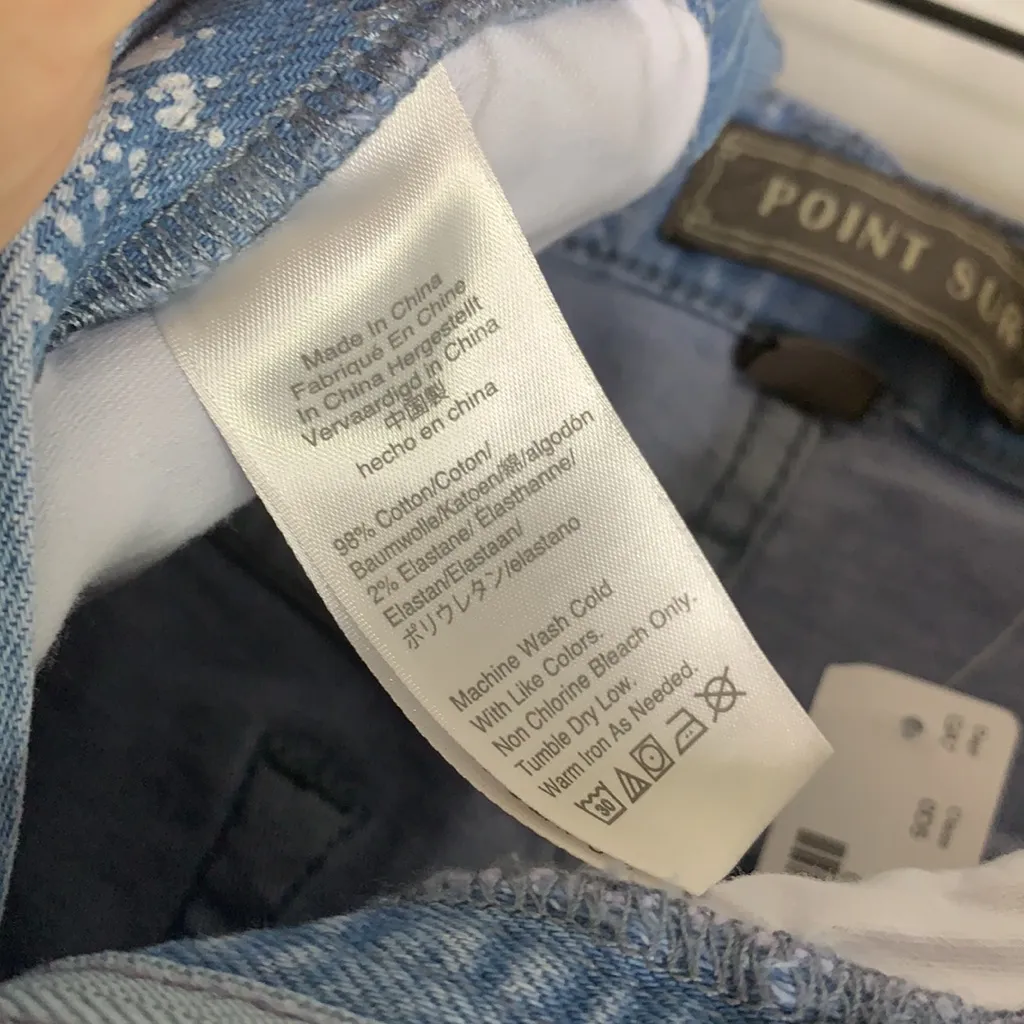 POINT SUR
Made In China
Fabriqué En Chine
In China Hergestellt
Vervaardigd in China
中国製
hecho en china
98% Cotton/Coton/
Baumwolle/Katoen/綿/algodón
2% Elastane/ Elasthanne/
Elastan/Elastaan/
ポリウレタン/elastano
Machine Wash Cold
With Like Colors.
Non Chlorine Bleach Only.
Tumble Dry Low.
Warm Iron As Needed.
30